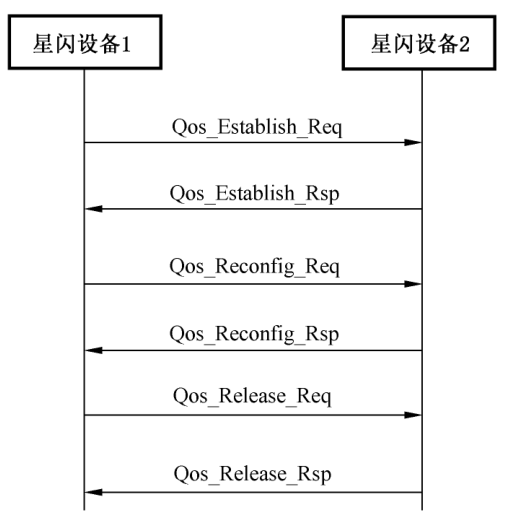 星闪设备1
星闪设备2
Qos_Establish_Req
Qos_Establish_Rsp
Qos_Reconfig_Req
Qos_Reconfig_Rsp
Qos_Release_Req
Qos_Release_Rsp